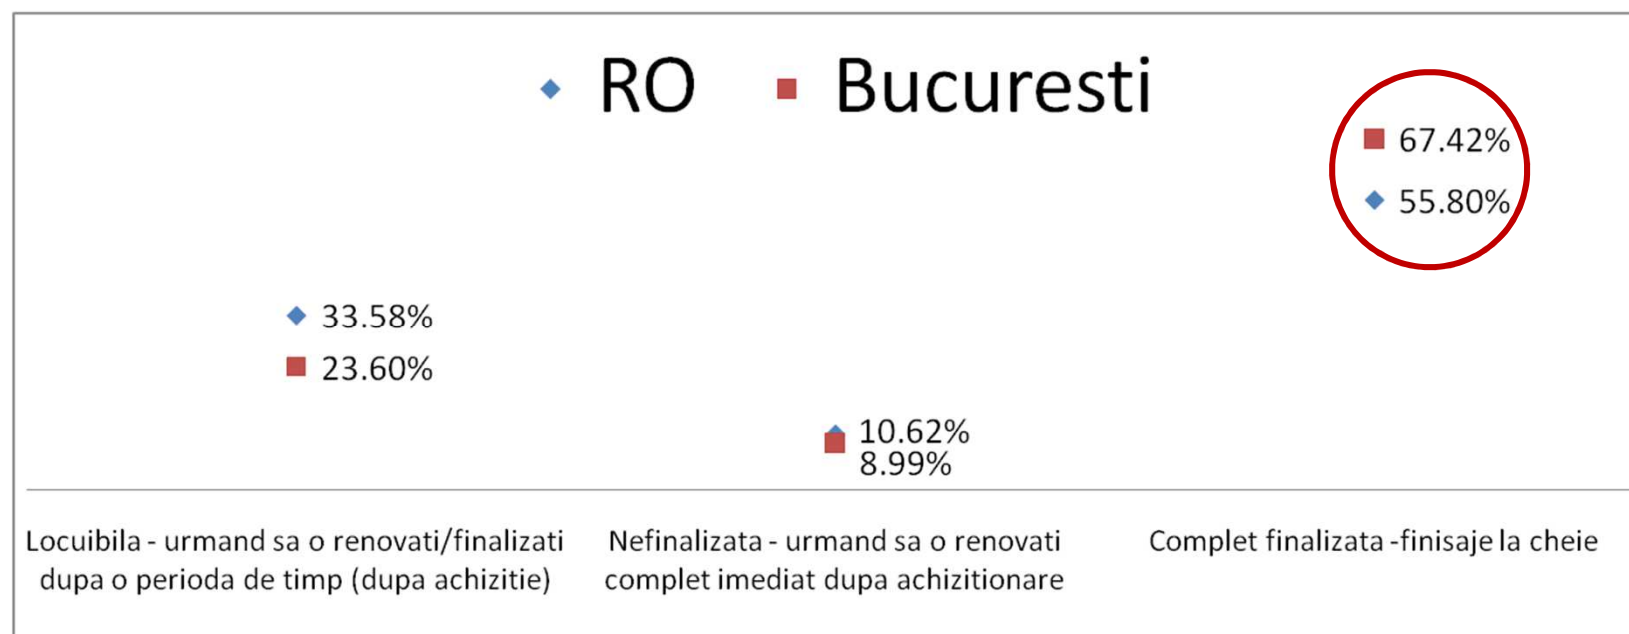 RO Bucuresti
67.42%
55.80%
33.58%
23.60%
10.62%
8.99%
Locuibila - urmand sa o renovati/finalizati
dupa o perioda de timp (dupa achizitie)
Nefinalizata - urmand sa o renovati
complet imediat dupa achizitionare
Complet finalizata -finisaje la cheie